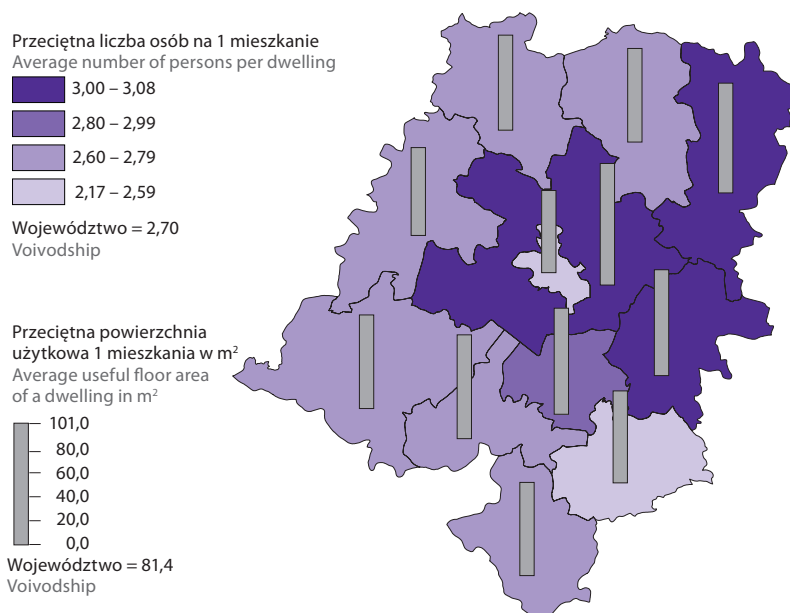 Przeciętna liczba osób na 1 mieszkanie
Average number of persons per dwelling
3,00 – 3,08
2,80 – 2,99
2,60 – 2,79
2,17 – 2,59
Województwo = 2,70
Voivodship
Przeciętna powierzchnia
użytkowa 1 mieszkania w m²
Average useful floor area
of a dwelling in m²
101,0
80,0
60,0
40,0
20,0
0,0
Województwo = 81,4
Voivodship